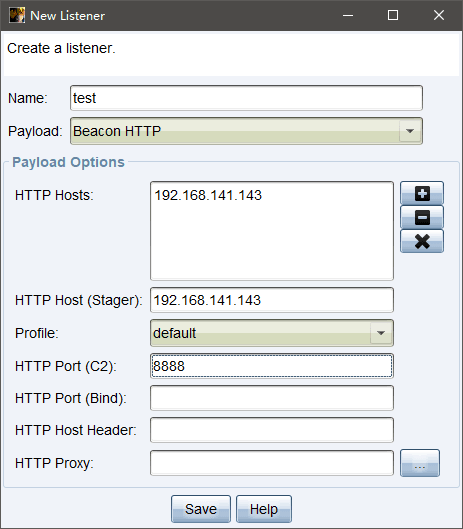 New Listener
Create a listener.
Name: test
Payload: Beacon HTTP
Payload Options
HTTP Hosts: 192.168.141.143
HTTP Host (Stager): 192.168.141.143
Profile: default
HTTP Port (C2): 8888
HTTP Port (Bind):
HTTP Host Header:
HTTP Proxy: ...
Save Help